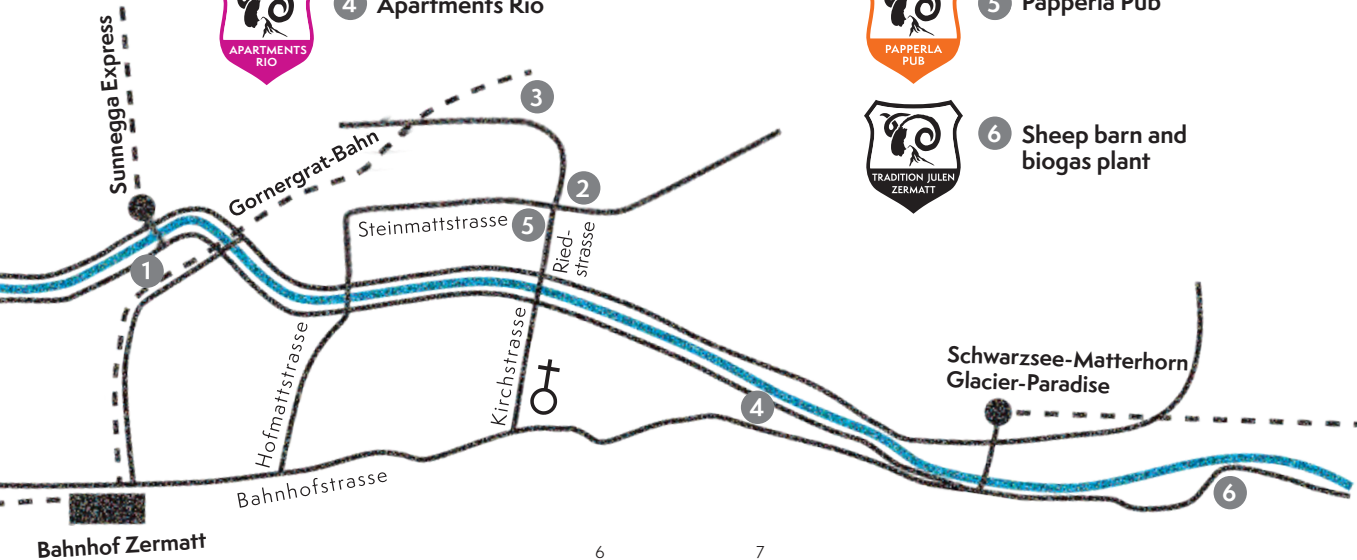 4 Apartments Rio
APARTMENTS
RIO
5 Papperla Pub
PAPPERLA
PUB
6 Sheep barn and
biogas plant
TRADITION JULEN
ZERMATT
Sunnegga Express
Gornergrat-Bahn
3
2
Steinmattstrasse
5
Ried-
strasse
1
Hofmattstrasse
Kirchstrasse
4
Schwarzsee-Matterhorn
Glacier-Paradise
6
Bahnhofstrasse
Bahnhof Zermatt
6
7